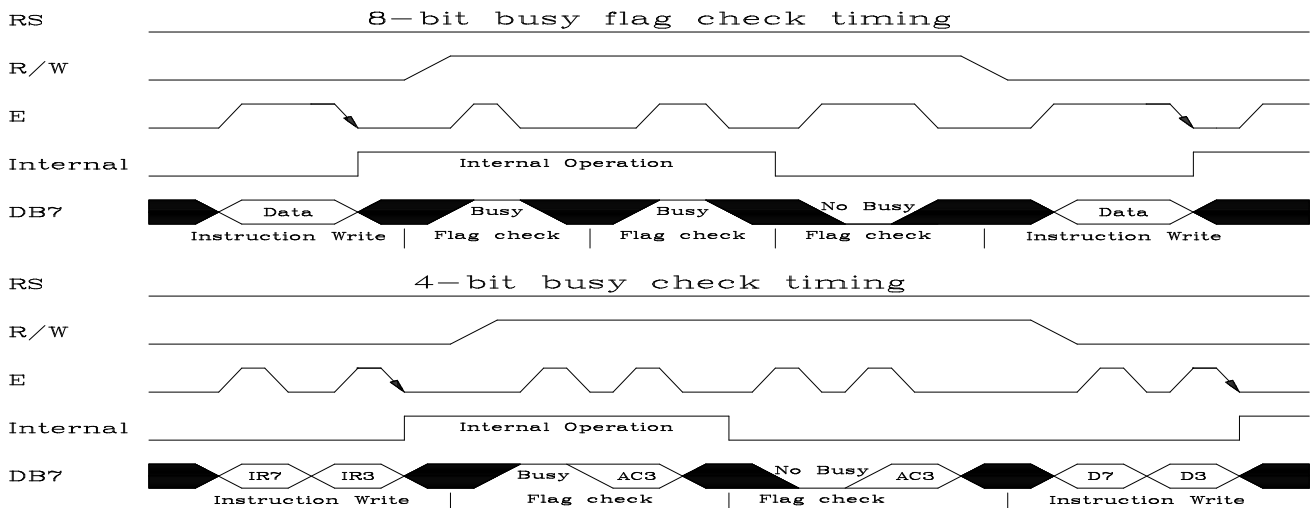 RS 8-bit busy flag check timing
R/W
E
Internal Internal Operation
DB7 Data Busy Busy No Busy Data
Instruction Write Flag check Flag check Flag check Instruction Write
RS 4-bit busy check timing
R/W
E
Internal Internal Operation
DB7 IR7 IR3 Busy AC3 No Busy AC3 D7 D3
Instruction Write Flag check Flag check Instruction Write